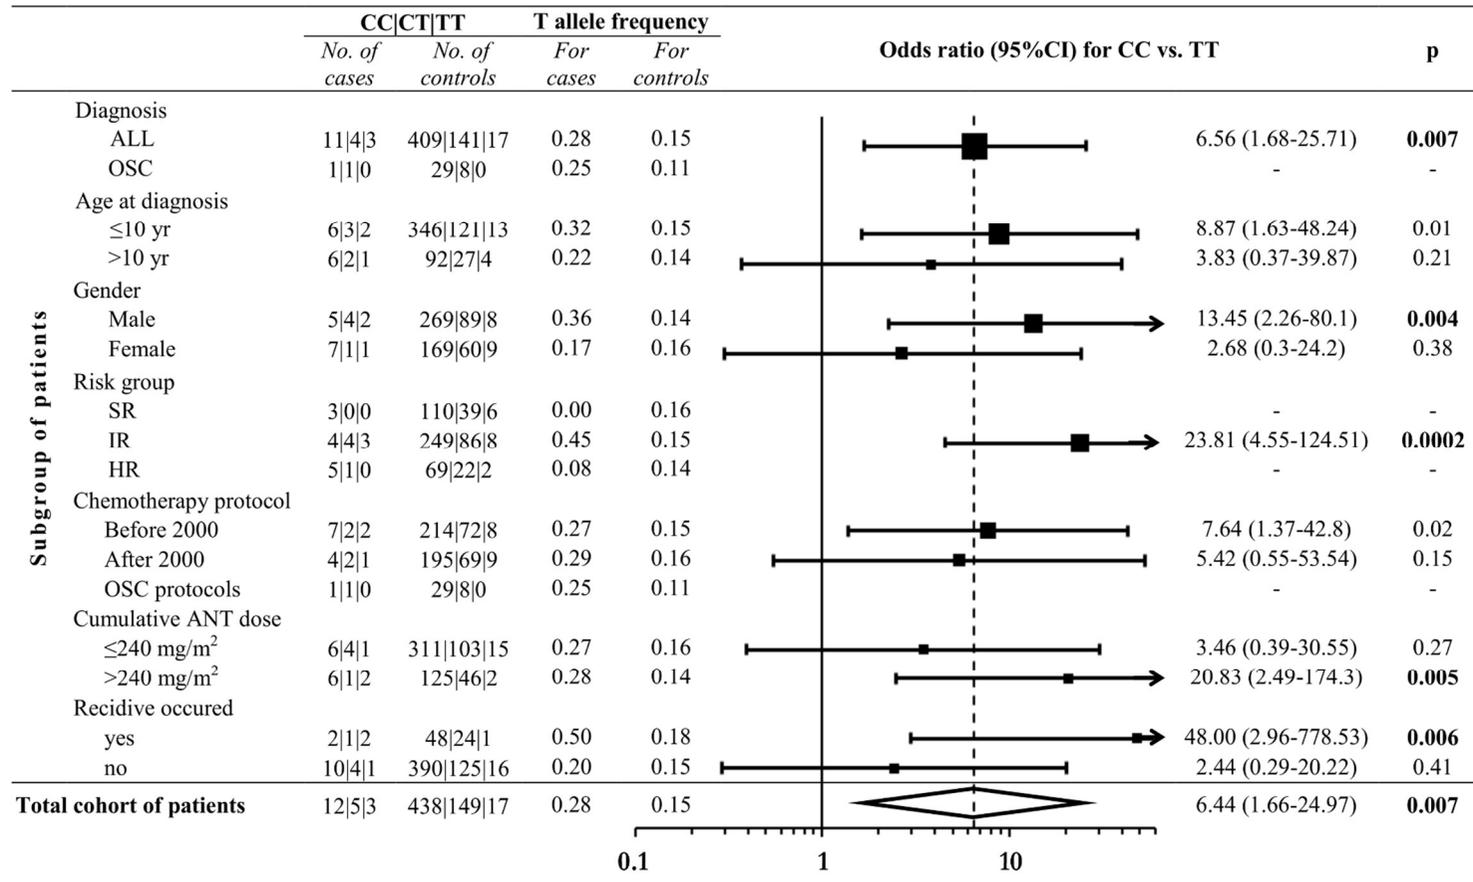 CC|CT|TT T allele frequency
No. of cases No. of controls For cases For controls Odds ratio (95%CI) for CC vs. TT p
Subgroup of patients
Diagnosis
ALL 11|4|3 409|141|17 0.28 0.15 6.56 (1.68-25.71) 0.007
OSC 1|1|0 29|8|0 0.25 0.11 - -
Age at diagnosis
≤10 yr 6|3|2 346|121|13 0.32 0.15 8.87 (1.63-48.24) 0.01
>10 yr 6|2|1 92|27|4 0.22 0.14 3.83 (0.37-39.87) 0.21
Gender
Male 5|4|2 269|89|8 0.36 0.14 13.45 (2.26-80.1) 0.004
Female 7|1|1 169|60|9 0.17 0.16 2.68 (0.3-24.2) 0.38
Risk group
SR 3|0|0 110|39|6 0.00 0.16 - -
IR 4|4|3 249|86|8 0.45 0.15 23.81 (4.55-124.51) 0.0002
HR 5|1|0 69|22|2 0.08 0.14 - -
Chemotherapy protocol
Before 2000 7|2|2 214|72|8 0.27 0.15 7.64 (1.37-42.8) 0.02
After 2000 4|2|1 195|69|9 0.29 0.16 5.42 (0.55-53.54) 0.15
OSC protocols 1|1|0 29|8|0 0.25 0.11 - -
Cumulative ANT dose
≤240 mg/m² 6|4|1 311|103|15 0.27 0.16 3.46 (0.39-30.55) 0.27
>240 mg/m² 6|1|2 125|46|2 0.28 0.14 20.83 (2.49-174.3) 0.005
Recidive occured
yes 2|1|2 48|24|1 0.50 0.18 48.00 (2.96-778.53) 0.006
no 10|4|1 390|125|16 0.20 0.15 2.44 (0.29-20.22) 0.41
Total cohort of patients 12|5|3 438|149|17 0.28 0.15 6.44 (1.66-24.97) 0.007
0.1 1 10